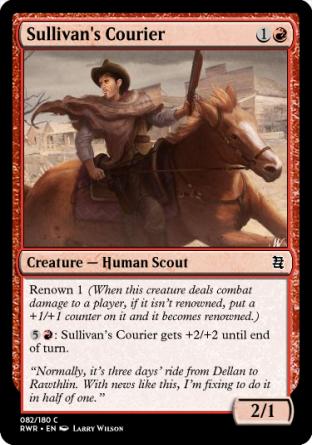 Sullivan's Courier 1
Creature — Human Scout
Renown 1 (When this creature deals combat
damage to a player, if it isn't renowned, put a
+1/+1 counter on it and it becomes renowned.)
5 : Sullivan's Courier gets +2/+2 until end
of turn.
“Normally, it's three days' ride from Dellan to
Rawthlin. With news like this, I'm fixing to do it
in half of one.”
2/1
082/180 C
RWR • EN Larry Wilson